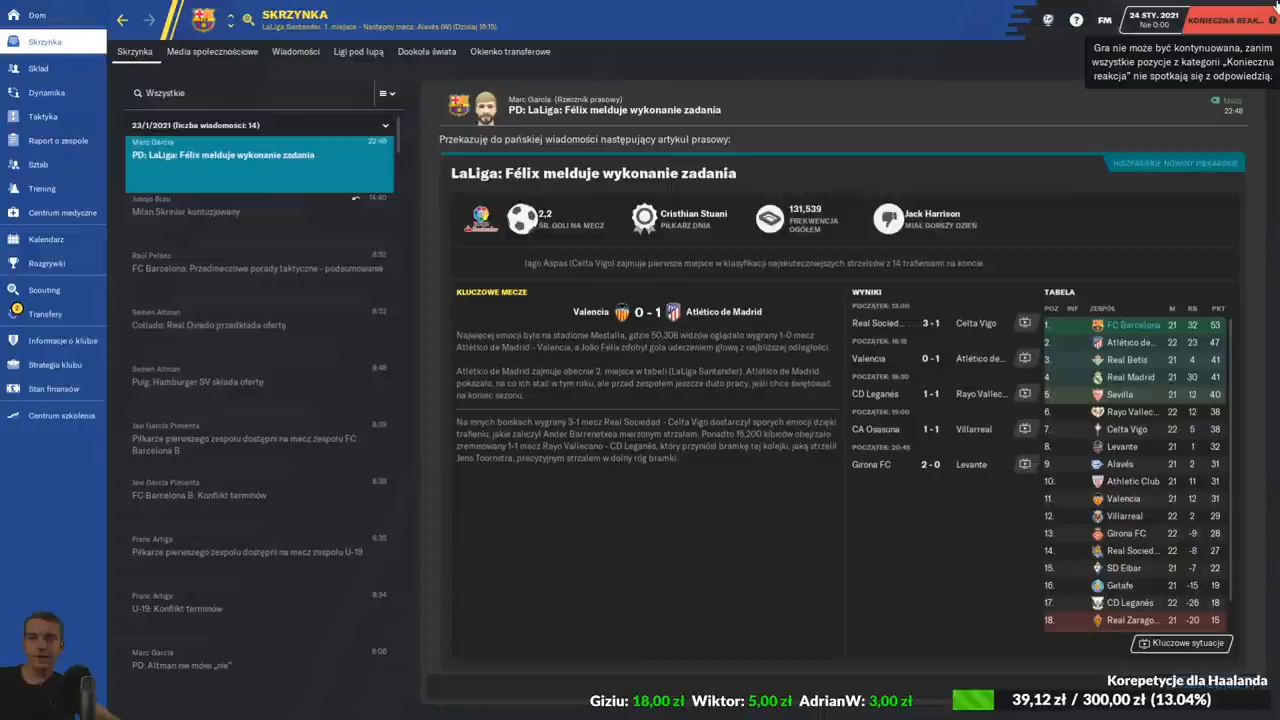 Dom
Skrzynka
Skład
Dynamika
Taktyka
Raport o zespole
Sztab
Trening
Centrum medyczne
Kalendarz
Rozgrywki
Scouting
2
Transfery
Informacje o klubie
Strategia klubu
Stan finansów
Centrum szkolenia
SKRZYNKA
LaLiga Santander, 1. miejsce - Następny mecz: Alavés (W) (Dzisiaj 16:15)
FM
24 STY. 2021
Nie 0:00
KONIECZNA REAK...
Gra nie może być kontynuowana, zanim
wszystkie pozycje z kategorii „Konieczna
reakcja” nie spotkają się z odpowiedzią.
Skrzynka
Media społecznościowe
Wiadomości
Ligi pod lupą
Dookoła świata
Okienko transferowe
Wszystkie
23/1/2021 (liczba wiadomości: 14)
Marc García 22:48
PD: LaLiga: Félix melduje wykonanie zadania
Juanjo Brau 14:40
Milan Skriniar kontuzjowany
Raúl Peláez 8:52
FC Barcelona: Przedmeczowe porady taktyczne - podsumowanie
Semen Altman 8:52
Collado: Real Oviedo przedkłada ofertę
Semen Altman 8:48
Puig: Hamburger SV składa ofertę
Javi García Pimienta 8:39
Piłkarze pierwszego zespołu dostępni na mecz zespołu FC
Barcelona B
Javi García Pimienta 8:38
FC Barcelona B: Konflikt terminów
Franc Artiga 8:35
Piłkarze pierwszego zespołu dostępni na mecz zespołu U-19
Franc Artiga 8:34
U-19: Konflikt terminów
Marc García 8:06
PD: Altman nie mówi „nie”
Marc García (Rzecznik prasowy)
PD: LaLiga: Félix melduje wykonanie zadania
Mecz
22:48
Przekazuję do pańskiej wiadomości następujący artykuł prasowy:
HISZPAŃSKIE NOWINY PIŁKARSKIE
LaLiga: Félix melduje wykonanie zadania
2,2
ŚR. GOLI NA MECZ
Cristhian Stuani
PIŁKARZ DNIA
131,539
FREKWENCJA
OGÓŁEM
Jack Harrison
MIAŁ GORSZY DZIEŃ
Iago Aspas (Celta Vigo) zajmuje pierwsze miejsce w klasyfikacji najskuteczniejszych strzelców z 14 trafieniami na koncie.
KLUCZOWE MECZE
Valencia 0 - 1 Atlético de Madrid
Najwięcej emocji było na stadionie Mestalla, gdzie 50,308 widzów oglądało wygrany 1-0 mecz
Atlético de Madrid - Valencia, a João Félix zdobył gola uderzeniem głową z najbliższej odległości.
Atlético de Madrid zajmuje obecnie 2. miejsce w tabeli (LaLiga Santander). Atlético de Madrid
pokazało, na co ich stać w tym roku, ale przed zespołem jeszcze dużo pracy, jeśli chce świętować
na koniec sezonu.
Na innych boiskach wygrany 3-1 mecz Real Sociedad - Celta Vigo dostarczył sporych emocji dzięki
trafieniu, jakie zaliczył Ander Barrenetxea mierzonym strzałem. Ponadto 15,200 kibiców obejrzało
zremisowany 1-1 mecz Rayo Vallecano - CD Leganés, który przyniósł bramkę tej kolejki, jaką strzelił
Jens Toornstra, precyzyjnym strzałem w dolny róg bramki.
WYNIKI
POCZĄTEK: 13:00
Real Socied... 3 - 1 Celta Vigo
POCZĄTEK: 16:15
Valencia 0 - 1 Atlético de...
POCZĄTEK: 18:30
CD Leganés 1 - 1 Rayo Vallec...
POCZĄTEK: 19:00
CA Osasuna 1 - 1 Villarreal
POCZĄTEK: 20:45
Girona FC 2 - 0 Levante
TABELA
POZ INF ZESPÓŁ M RB PKT
1. FC Barcelona 21 32 53
2. Atlético de... 22 23 47
3. Real Betis 21 4 41
4. Real Madrid 21 30 41
5. Sevilla 21 12 40
6. Rayo Vallec... 22 12 38
7. Celta Vigo 22 5 38
8. Levante 21 1 32
9. Alavés 21 2 31
10. Athletic Club 21 11 31
11. Valencia 21 12 31
12. Villarreal 22 2 29
13. Girona FC 22 -9 28
14. Real Socied... 22 -8 27
15. SD Eibar 21 -7 22
16. Getafe 21 -15 19
17. CD Leganés 22 -26 18
18. Real Zarago... 21 -20 15
Kluczowe sytuacje
Korepetycje dla Haalanda
Giziu: 18,00 zł Wiktor: 5,00 zł AdrianW: 3,00 zł
39,12 zł / 300,00 zł (13.04%)